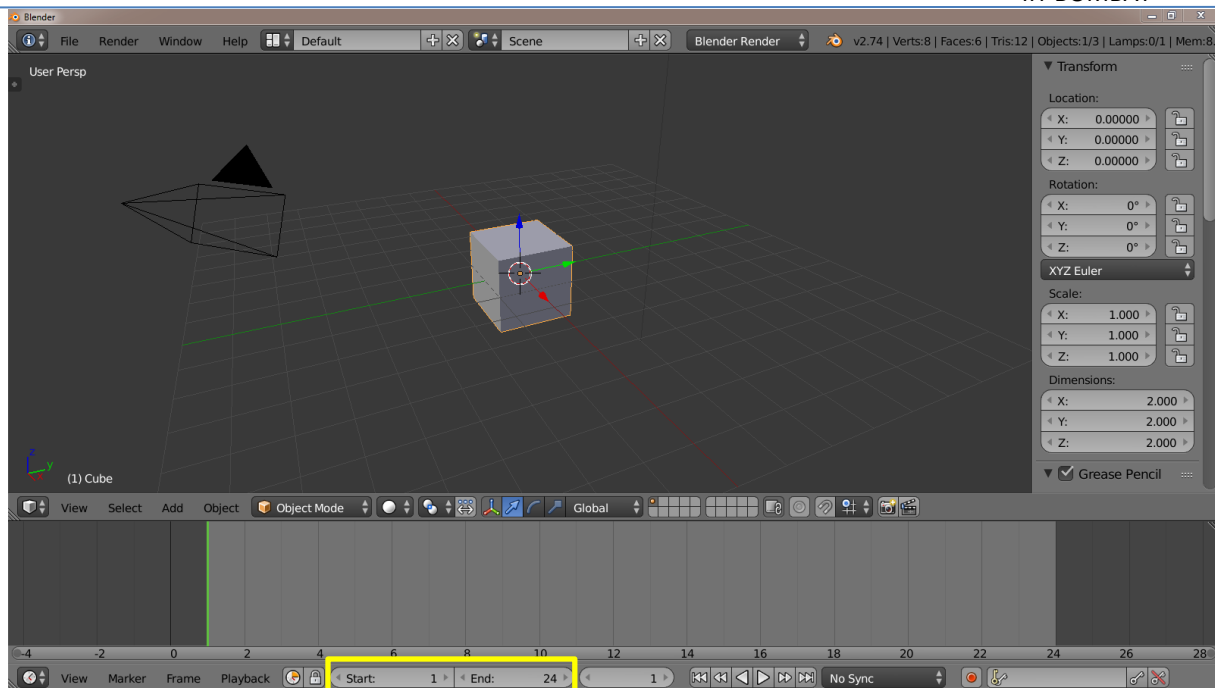 Blender
File Render Window Help Default Scene Blender Render v2.74 | Verts:8 | Faces:6 | Tris:12 | Objects:1/3 | Lamps:0/1 | Mem:8.
User Persp
Transform
Location:
X: 0.00000
Y: 0.00000
Z: 0.00000
Rotation:
X: 0°
Y: 0°
Z: 0°
XYZ Euler
Scale:
X: 1.000
Y: 1.000
Z: 1.000
Dimensions:
X: 2.000
Y: 2.000
Z: 2.000
Grease Pencil
z
y
(1) Cube
View Select Add Object Object Mode Global
-4 -2 0 2 4 6 8 10 12 14 16 18 20 22 24 26 28
View Marker Frame Playback Start: 1 End: 24 1 No Sync